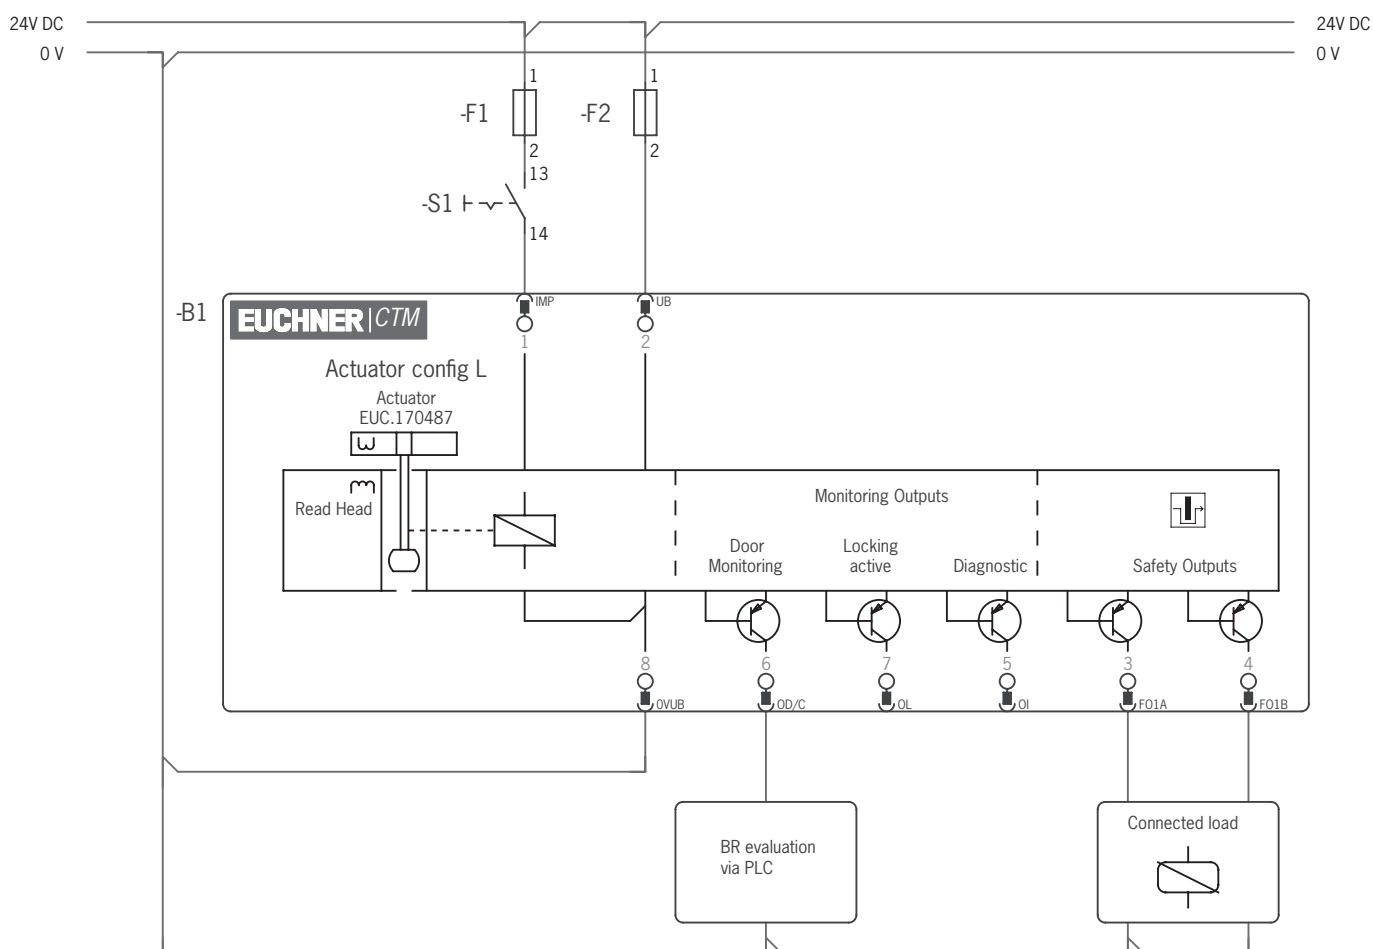 24V DC
24V DC
0 V
0 V
1
1
-F1
-F2
2
2
13
-S1
14
-B1
IMP
UB
EUCHNER CTM
1
2
Actuator config L
Actuator
EUC.170487
Read Head
Monitoring Outputs
Door
Monitoring
Locking
active
Diagnostic
Safety Outputs
8
6
7
5
3
4
0VUB
OD/C
OL
OI
FO1A
FO1B
BR evaluation
via PLC
Connected load